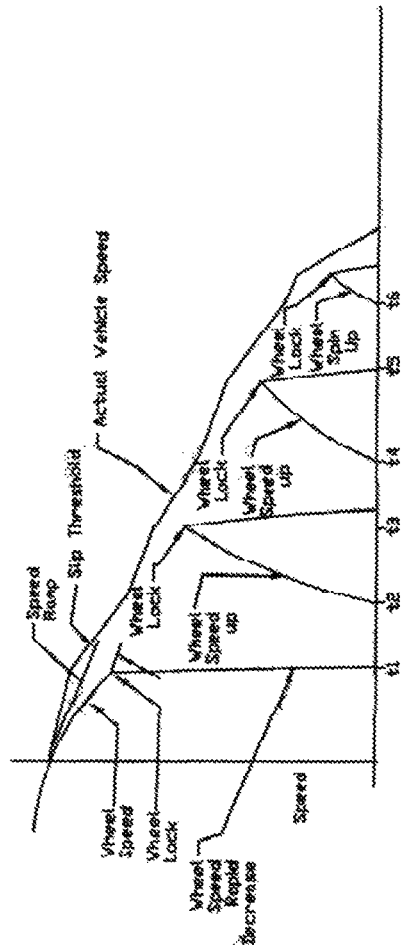 Speed
Ramp
Slip Threshold
Actual Vehicle Speed
Wheel
Speed
Wheel
Lock
Wheel
Speed
Rapid
Decrease
Speed
Wheel
Lock
Wheel
Speed
up
Wheel
Lock
Wheel
Speed
up
Wheel
Lock
Wheel
Spin
Up
t1
t2
t3
t4
t5
t6